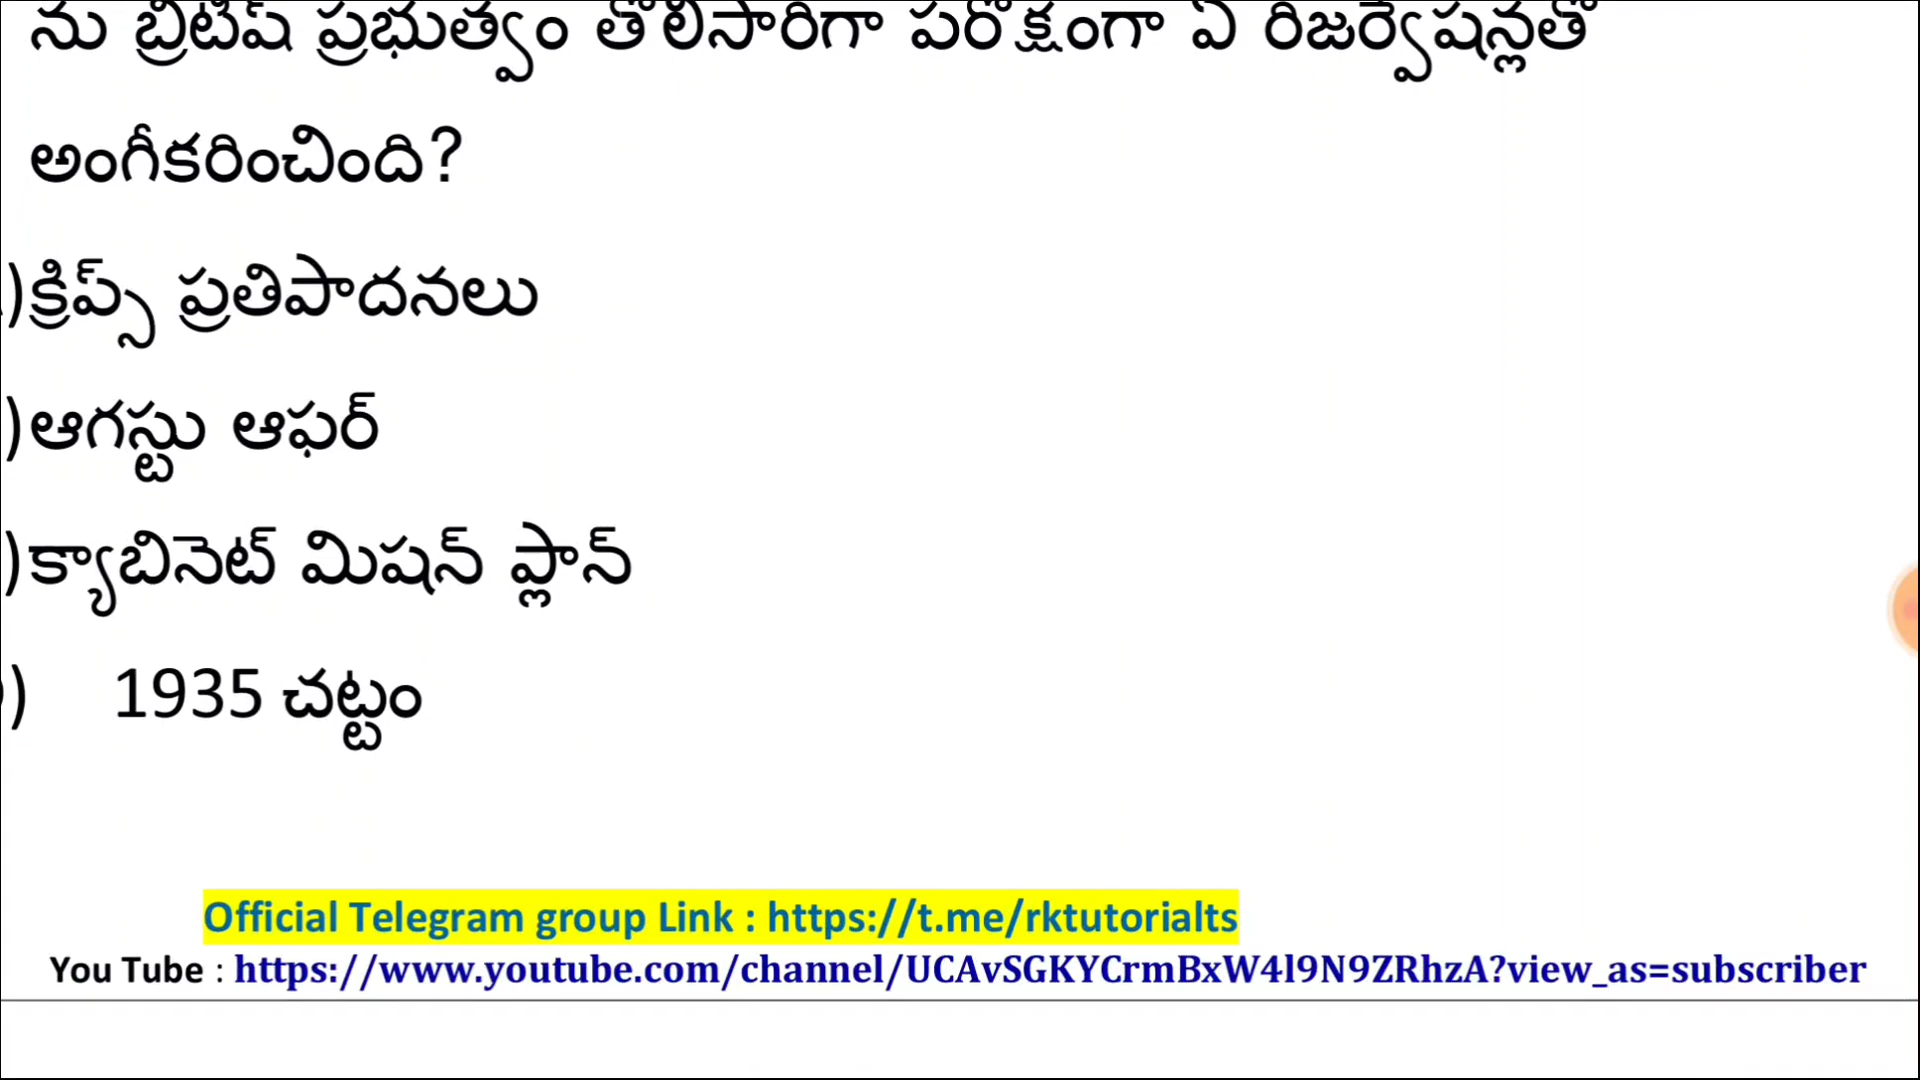 ను బ్రిటిష్ ప్రభుత్వం తొలిసారిగా పరోక్షంగా ఏ రిజర్వేషన్లతో
అంగీకరించింది?
)క్రిప్స్ ప్రతిపాదనలు
)ఆగస్టు ఆఫర్
)క్యాబినెట్ మిషన్ ప్లాన్
) 1935 చట్టం
Official Telegram group Link : https://t.me/rktutorialts
You Tube : https://www.youtube.com/channel/UCAvSGKYCrmBxW4l9N9ZRhzA?view_as=subscriber